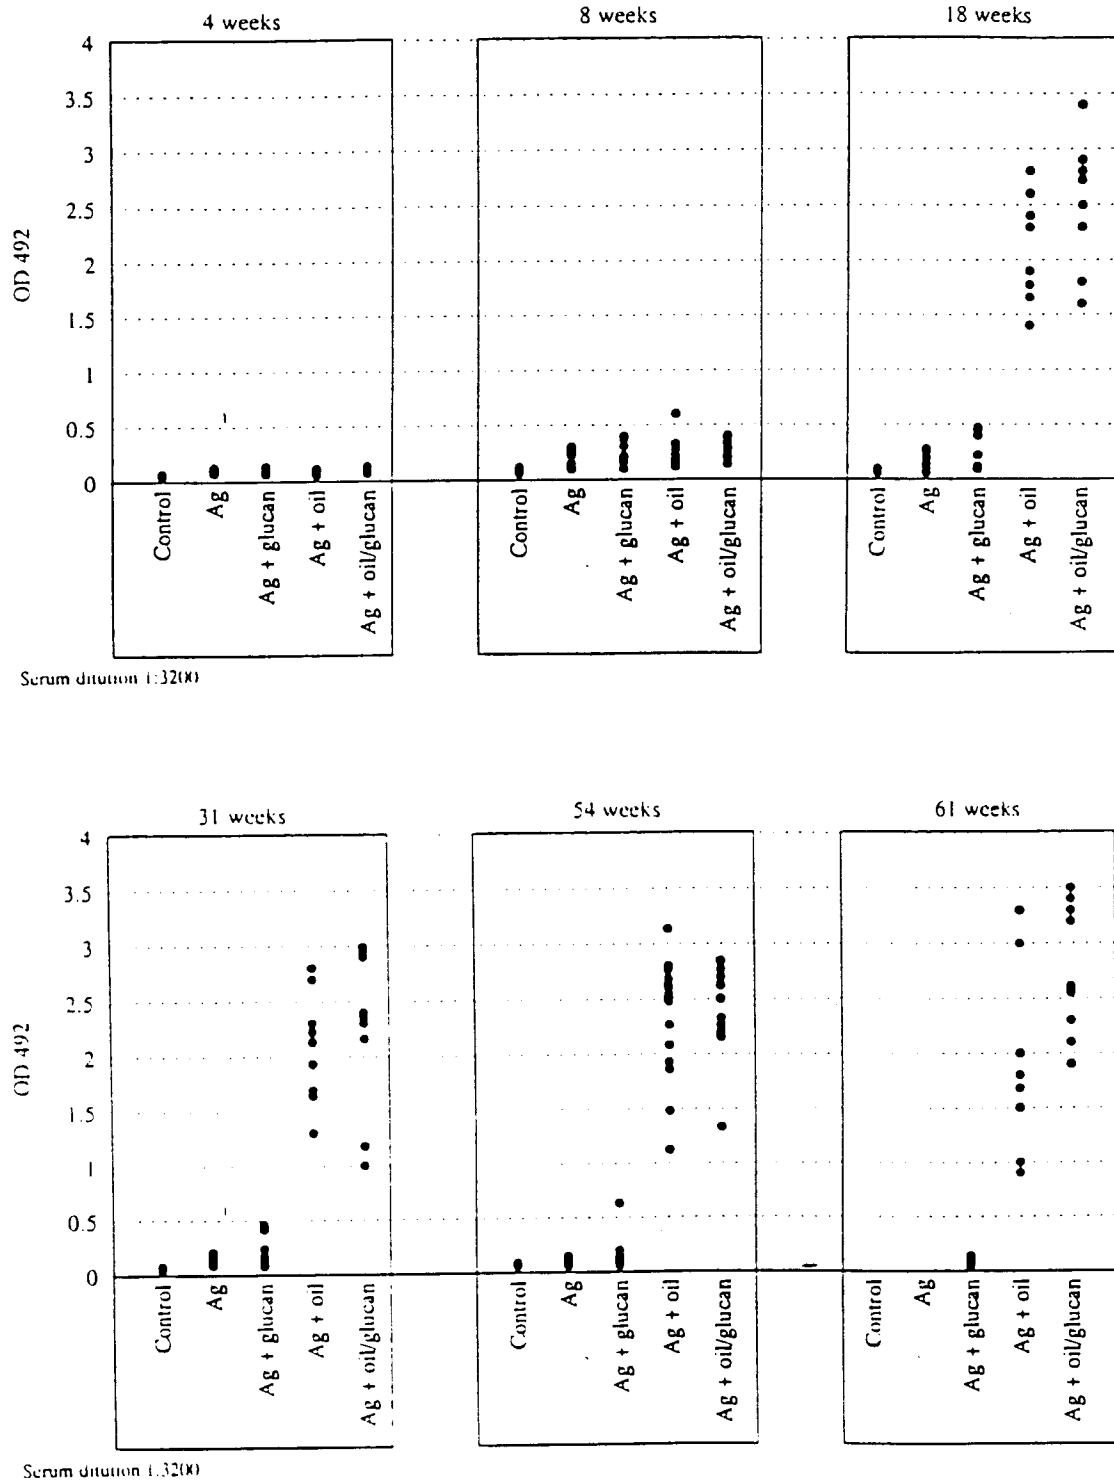 4 weeks
8 weeks
18 weeks
OD 492
4
3.5
3
2.5
2
1.5
1
0.5
0
Control
Ag
Ag + glucan
Ag + oil
Ag + oil/glucan
Control
Ag
Ag + glucan
Ag + oil
Ag + oil/glucan
Control
Ag
Ag + glucan
Ag + oil
Ag + oil/glucan
Serum dilution 1:3200
31 weeks
54 weeks
61 weeks
OD 492
4
3.5
3
2.5
2
1.5
1
0.5
0
Control
Ag
Ag + glucan
Ag + oil
Ag + oil/glucan
Control
Ag
Ag + glucan
Ag + oil
Ag + oil/glucan
Control
Ag
Ag + glucan
Ag + oil
Ag + oil/glucan
Serum dilution 1:3200